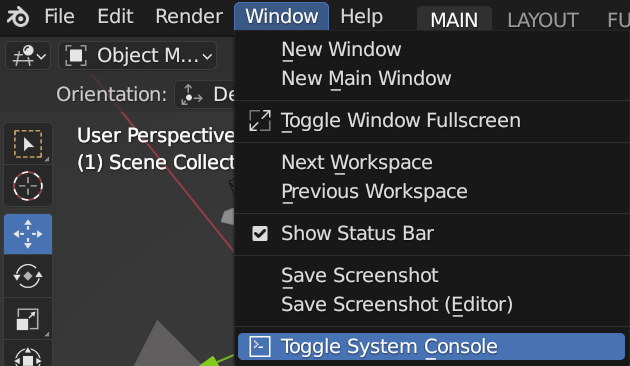 File Edit Render Window Help MAIN LAYOUT FU
Object M...
Orientation: De
User Perspective
(1) Scene Collect
New Window
New Main Window
Toggle Window Fullscreen
Next Workspace
Previous Workspace
Show Status Bar
Save Screenshot
Save Screenshot (Editor)
Toggle System Console